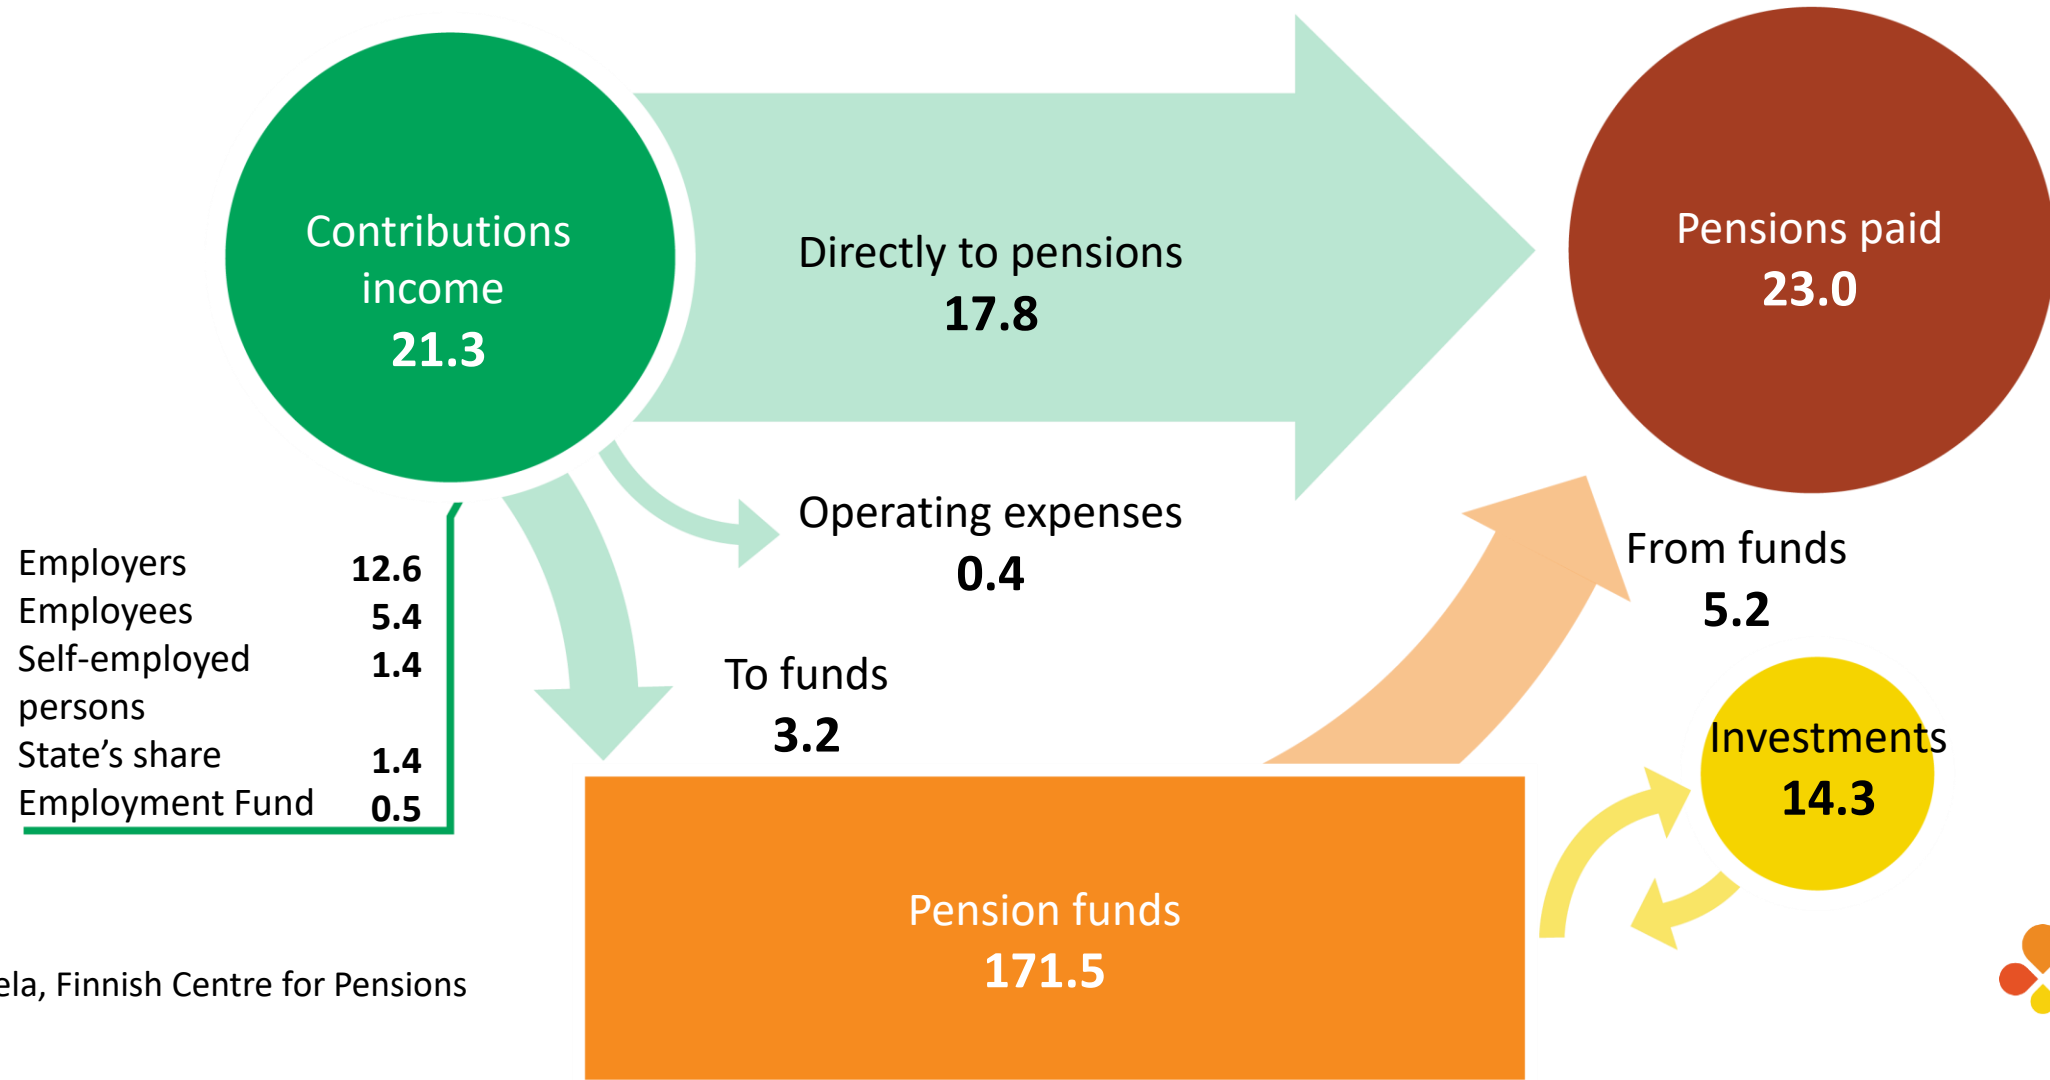 Contributions
income
21.3
Directly to pensions
17.8
Pensions paid
23.0
Operating expenses
0.4
From funds
5.2
Employers 12.6
Employees 5.4
Self-employed 1.4
persons
State’s share 1.4
Employment Fund 0.5
To funds
3.2
Investments
14.3
Pension funds
171.5
Finnish Centre for Pensions